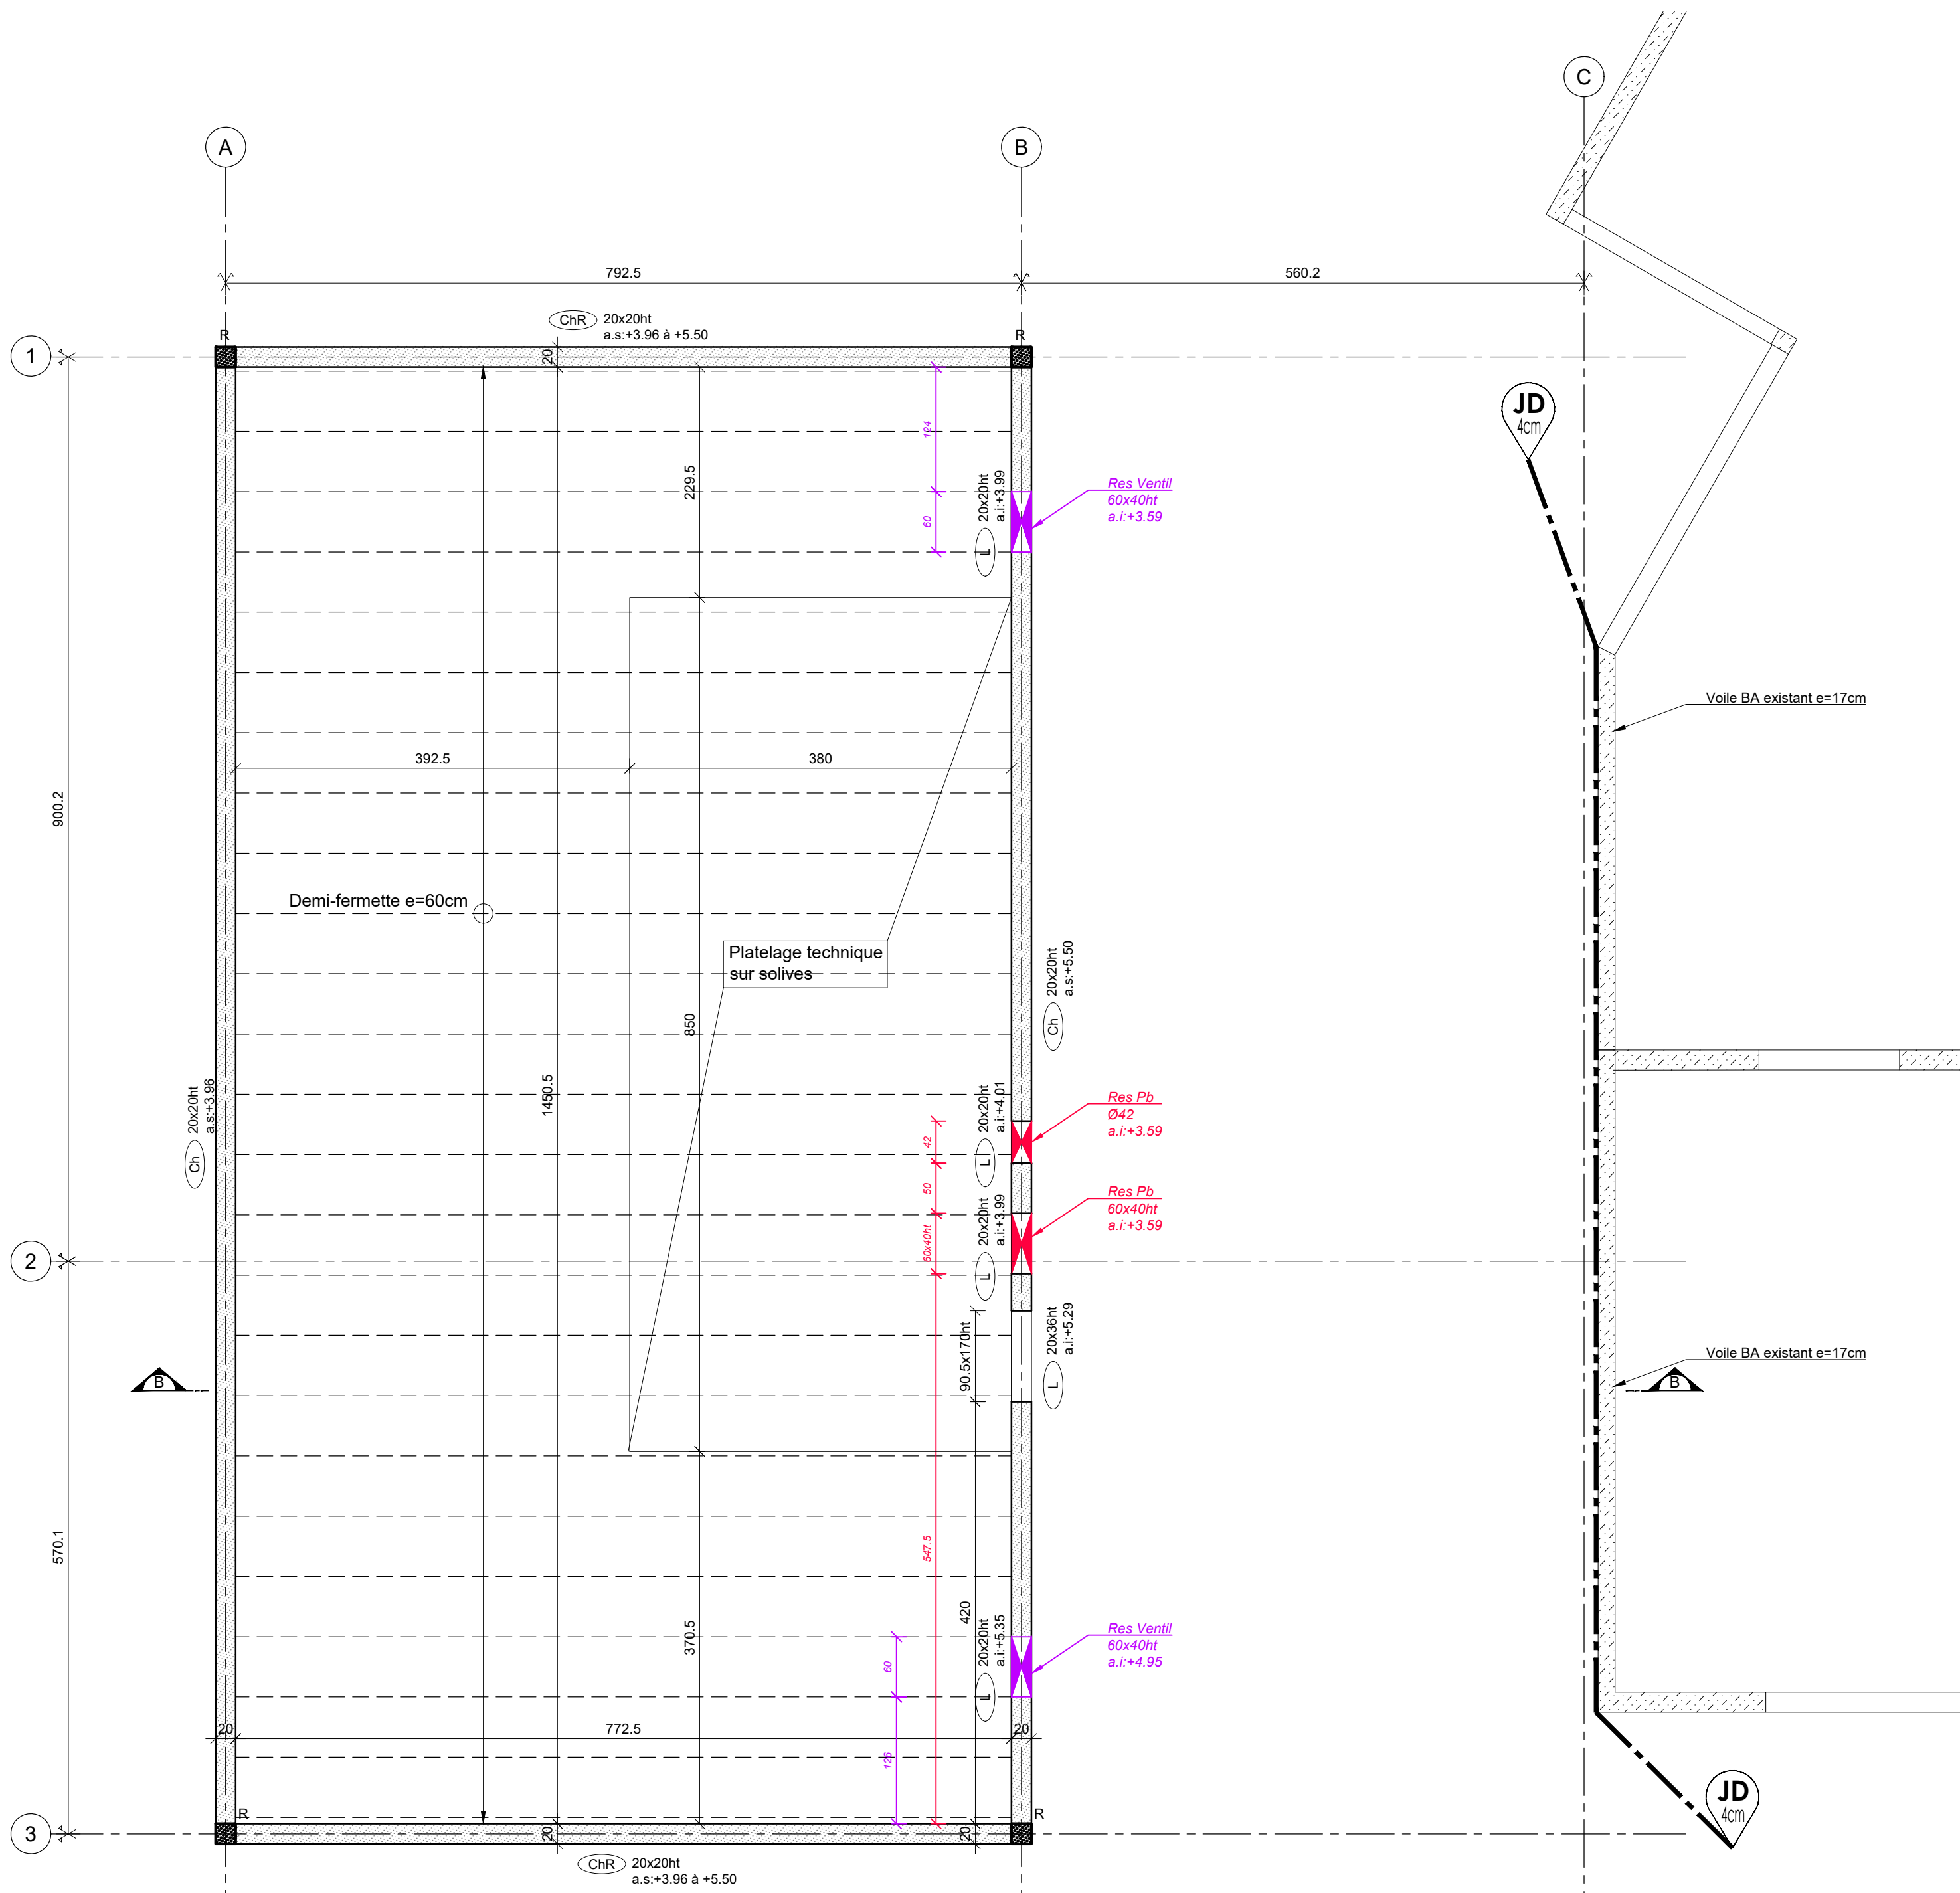 C
A
B
792.5
560.2
ChR
20x20ht
a.s:+3.96 à +5.50
R
R
1
20
JD
4cm
124
229.5
20x20ht
a.i:+3.99
L
60
Res Ventil
60x40ht
a.i:+3.59
Voile BA existant e=17cm
392.5
380
900.2
Demi-fermette e=60cm
Platelage technique
sur solives
20x20ht
a.s:+5.50
Ch
850
1450.5
20x20ht
a.s:+3.96
Ch
42
20x20ht
a.i:+4.01
L
Res Pb
Ø42
a.i:+3.59
50
60x40ht
20x20ht
a.i:+3.99
L
Res Pb
60x40ht
a.i:+3.59
2
90.5x170ht
20x36ht
a.i:+5.29
L
Voile BA existant e=17cm
B
B
570.1
547.5
370.5
420
20x20ht
a.i:+5.35
L
60
Res Ventil
60x40ht
a.i:+4.95
20
772.5
20
126
JD
4cm
R
R
3
20
20
ChR
20x20ht
a.s:+3.96 à +5.50